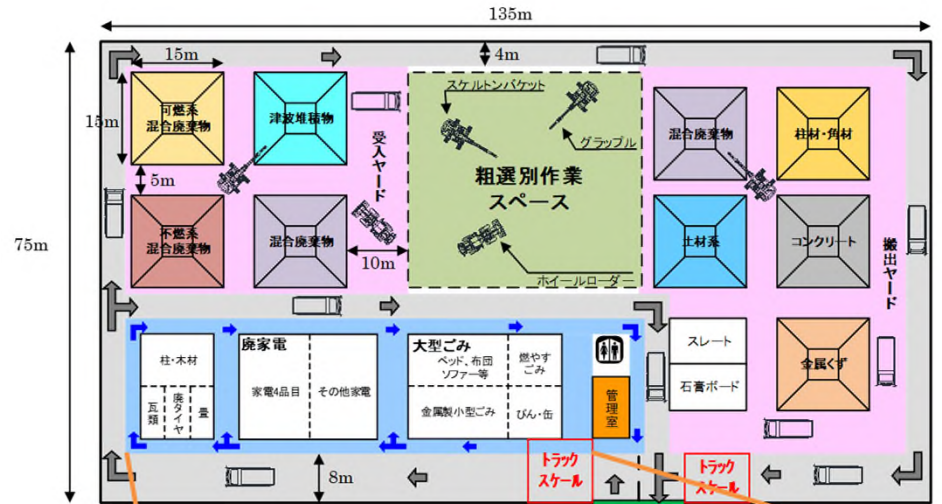 135m
15m
4m
スケルトンバケット
可燃系
混合廃棄物
津波堆積物
受入ヤード
グラップル
混合廃棄物
柱材・角材
15m
粗選別作業
スペース
5m
75m
不燃系
混合廃棄物
混合廃棄物
10m
ホイールローダー
土材系
コンクリート
搬出ヤード
柱・木材
瓦類
廃タイヤ
畳
廃家電
家電4品目
その他家電
大型ごみ
ベッド、布団
ソファー等
燃やす
ごみ
金属製小型ごみ
びん・缶
管理室
スレート
石膏ボード
金属くず
8m
トラック
スケール
トラック
スケール